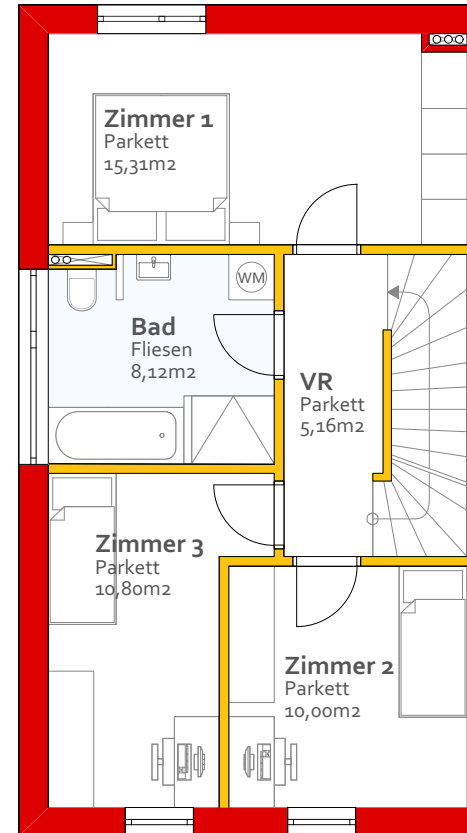 Zimmer 1
Parkett
15,31m2
WM
Bad
Fliesen
8,12m2
VR
Parkett
5,16m2
Zimmer 3
Parkett
10,80m2
Zimmer 2
Parkett
10,00m2